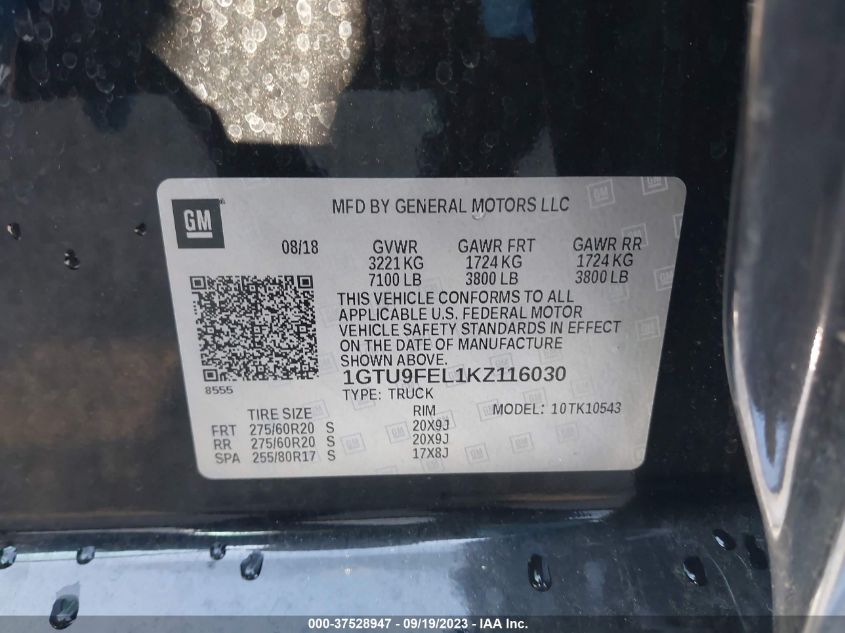 GM
MFD BY GENERAL MOTORS LLC
08/18 GVWR GAWR FRT GAWR RR
3221 KG 1724 KG 1724 KG
7100 LB 3800 LB 3800 LB
THIS VEHICLE CONFORMS TO ALL
APPLICABLE U.S. FEDERAL MOTOR
VEHICLE SAFETY STANDARDS IN EFFECT
ON THE DATE OF MANUFACTURE
SHOWN ABOVE.
8555
1GTU9FEL1KZ116030
TYPE: TRUCK
TIRE SIZE RIM MODEL: 10TK10543
FRT 275/60R20 S 20X9J
RR 275/60R20 S 20X9J
SPA 255/80R17 S 17X8J
000-37528947 - 09/19/2023 - IAA Inc.